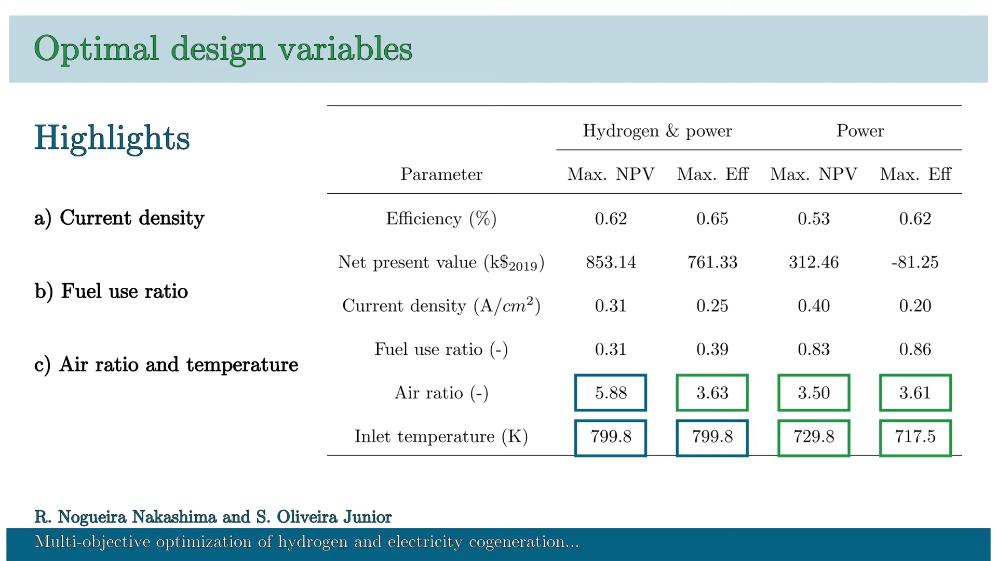 Optimal design variables
Highlights
a) Current density
b) Fuel use ratio
c) Air ratio and temperature
Hydrogen & power Power
Parameter Max. NPV Max. Eff Max. NPV Max. Eff
Efficiency (%) 0.62 0.65 0.53 0.62
Net present value (k$2019) 853.14 761.33 312.46 -81.25
Current density (A/cm²) 0.31 0.25 0.40 0.20
Fuel use ratio (-) 0.31 0.39 0.83 0.86
Air ratio (-) 5.88 3.63 3.50 3.61
Inlet temperature (K) 799.8 799.8 729.8 717.5
R. Nogueira Nakashima and S. Oliveira Junior
Multi-objective optimization of hydrogen and electricity cogeneration...